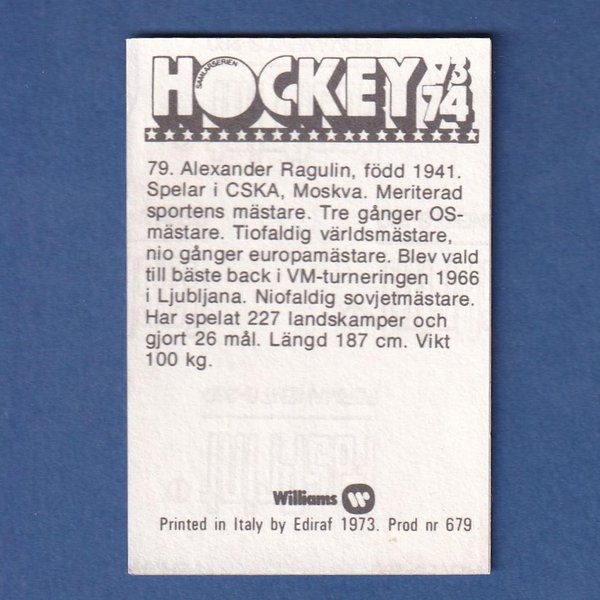 HOCKEY 73
SAMLARSERIEN
74
79. Alexander Ragulin, född 1941.
Spelar i CSKA, Moskva. Meriterad
sportens mästare. Tre gånger OS-
mästare. Tiofaldig världsmästare,
nio gånger europamästare. Blev vald
till bäste back i VM-turneringen 1966
i Ljubljana. Niofaldig sovjetmästare.
Har spelat 227 landskamper och
gjort 26 mål. Längd 187 cm. Vikt
100 kg.
Williams W
Printed in Italy by Ediraf 1973. Prod nr 679